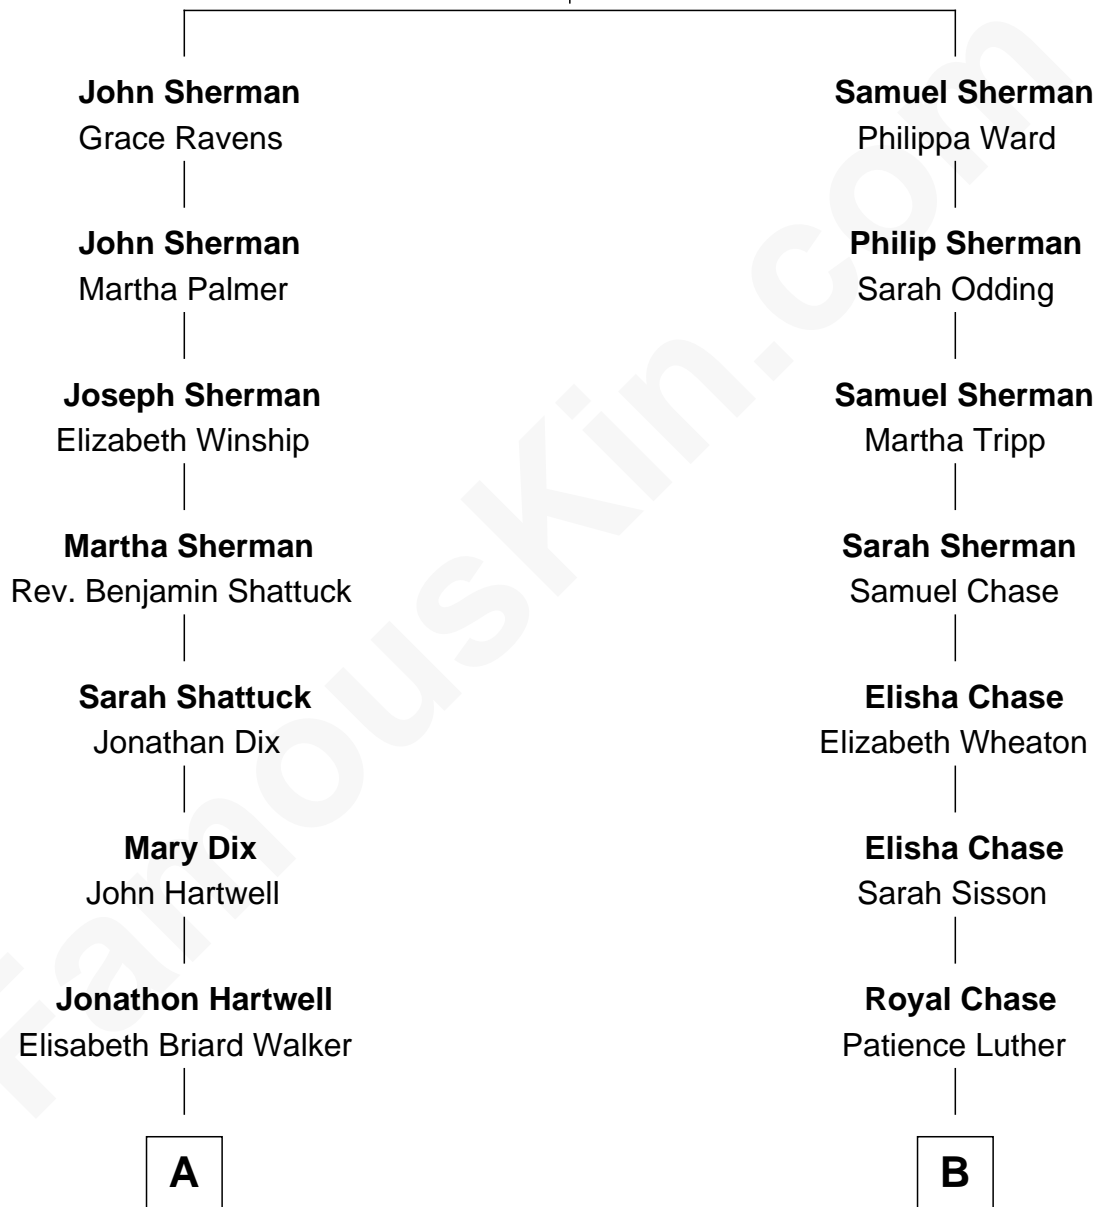 John Sherman
Grace Ravens
John Sherman
Martha Palmer
Joseph Sherman
Elizabeth Winship
Martha Sherman
Rev. Benjamin Shattuck
Sarah Shattuck
Jonathan Dix
Mary Dix
John Hartwell
Jonathon Hartwell
Elisabeth Briard Walker
A
Samuel Sherman
Philippa Ward
Philip Sherman
Sarah Odding
Samuel Sherman
Martha Tripp
Sarah Sherman
Samuel Chase
Elisha Chase
Elizabeth Wheaton
Elisha Chase
Sarah Sisson
Royal Chase
Patience Luther
B
FamousKin.com